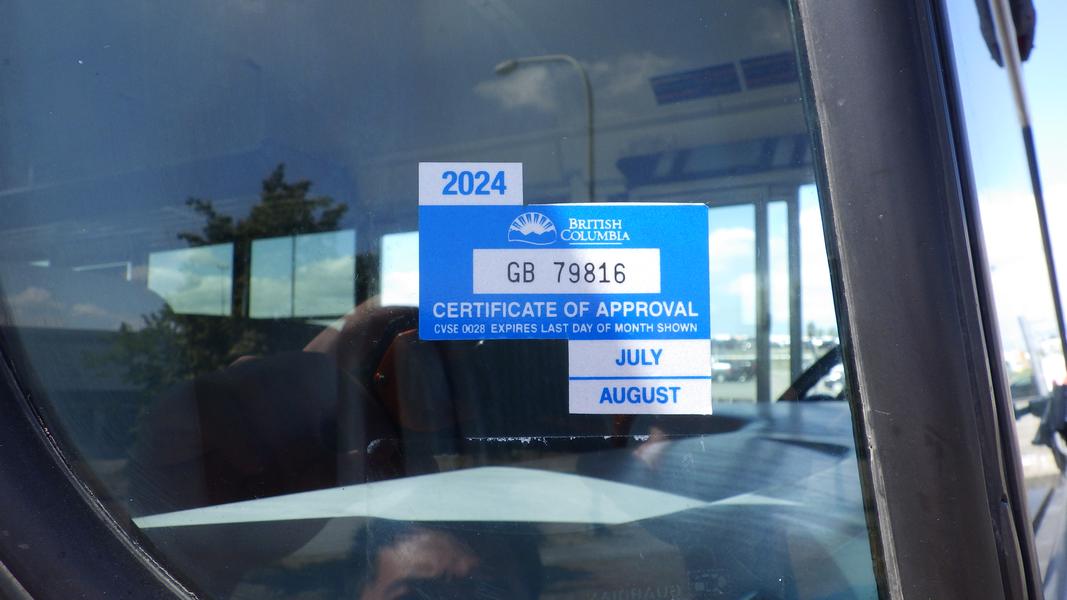 2024
BRITISH
COLUMBIA
GB 79816
CERTIFICATE OF APPROVAL
CVSE 0028 EXPIRES LAST DAY OF MONTH SHOWN
JULY
AUGUST